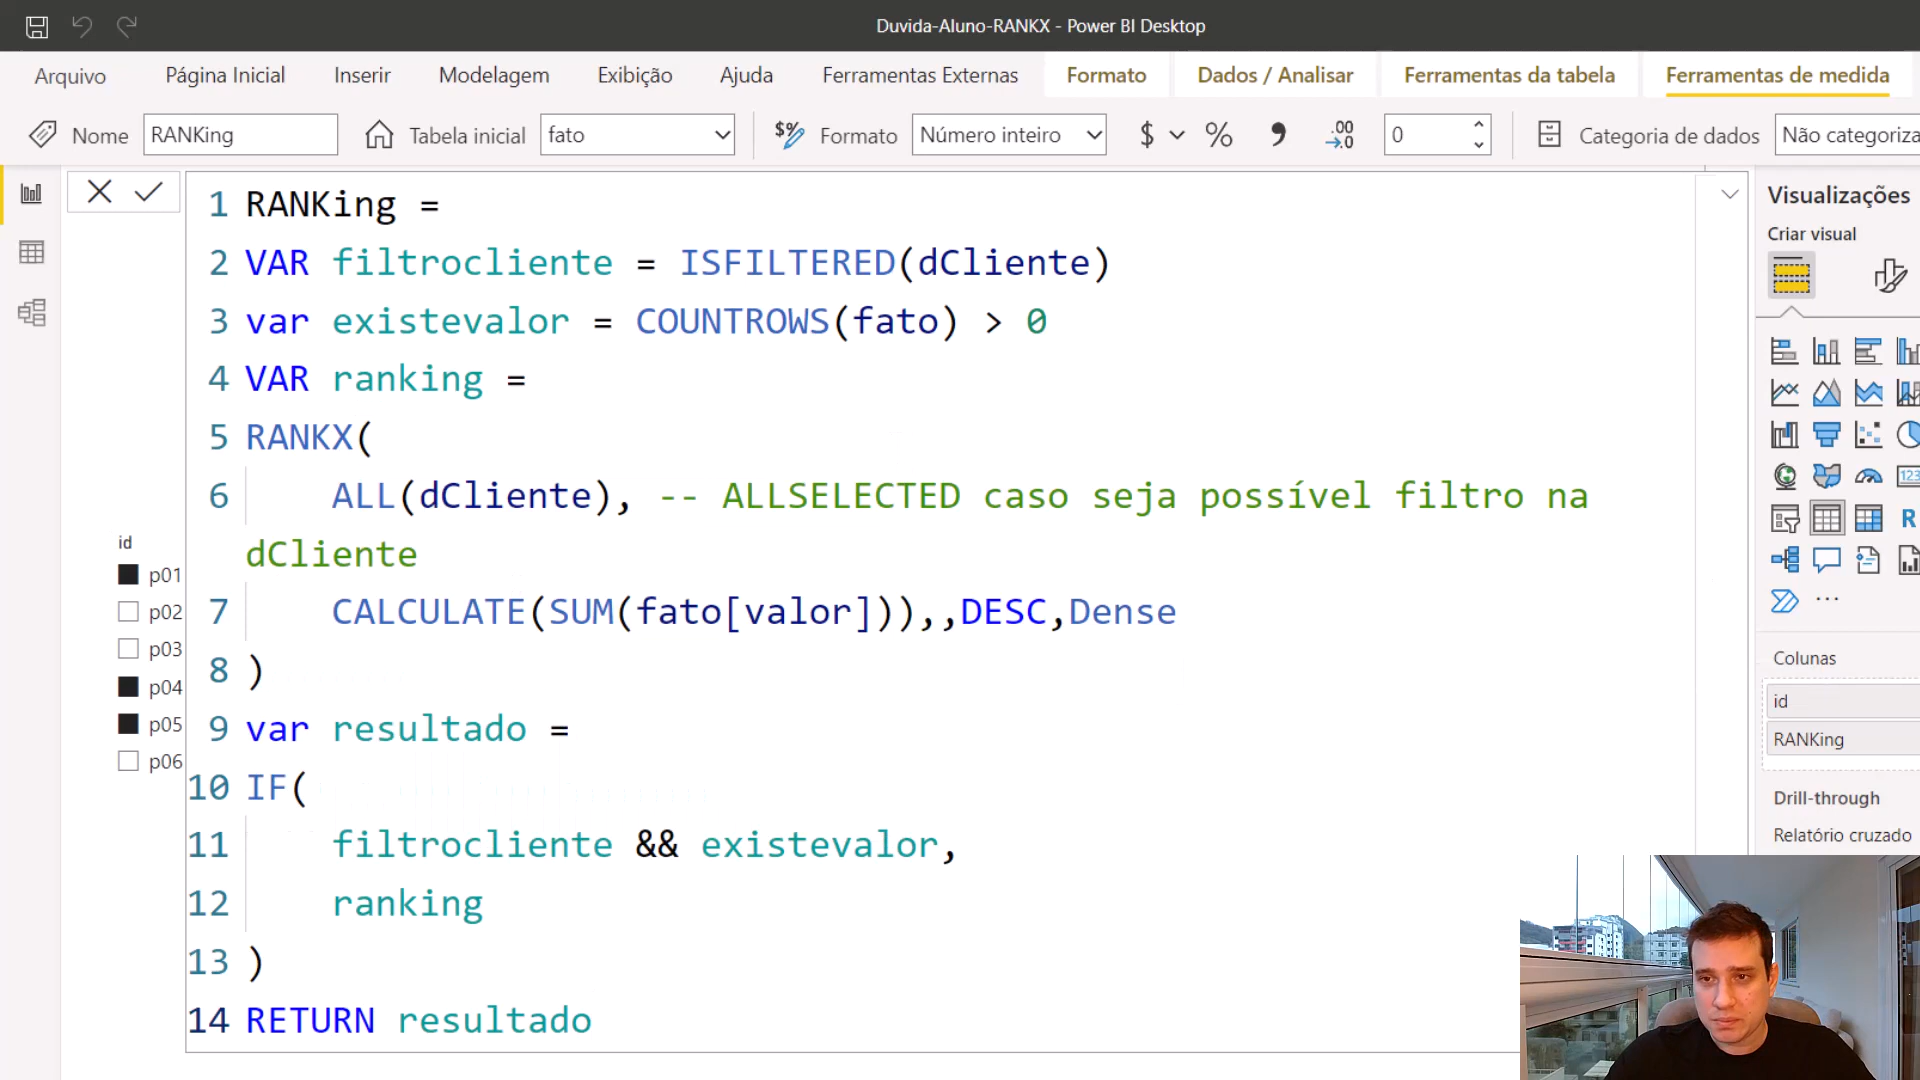 Duvida-Aluno-RANKX - Power BI Desktop
Arquivo Página Inicial Inserir Modelagem Exibição Ajuda Ferramentas Externas Formato Dados / Analisar Ferramentas da tabela Ferramentas de medida
Nome RANKing Tabela inicial fato Formato Número inteiro $ % .00 →.0 0 Categoria de dados Não categoriza
1 RANKing =
2 VAR filtrocliente = ISFILTERED(dCliente)
3 var existevalor = COUNTROWS(fato) > 0
4 VAR ranking =
5 RANKX(
6 ALL(dCliente), -- ALLSELECTED caso seja possível filtro na
dCliente
7 CALCULATE(SUM(fato[valor])),,DESC,Dense
8 )
9 var resultado =
10 IF(
11 filtrocliente && existevalor,
12 ranking
13 )
14 RETURN resultado
id
p01
p02
p03
p04
p05
p06
Visualizações
Criar visual
123
R
...
Colunas
id
RANKing
Drill-through
Relatório cruzado